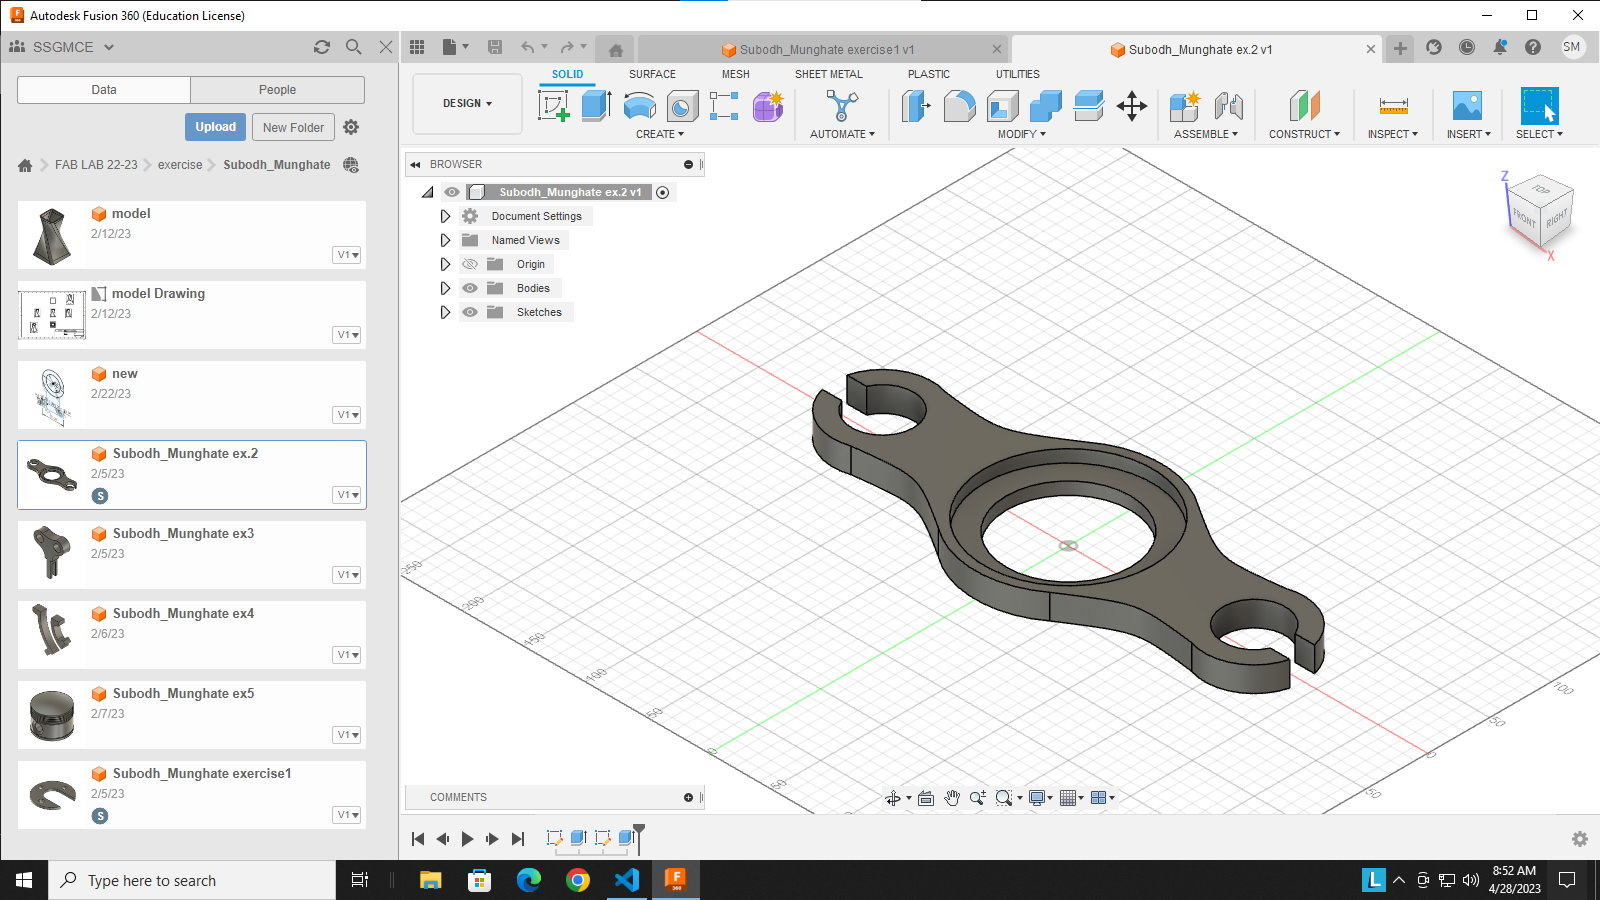 Autodesk Fusion 360 (Education License)
SSGMCE
Subodh_Munghate exercise1 v1
Subodh_Munghate ex.2 v1
SM
Data
People
Upload
New Folder
FAB LAB 22-23
exercise
Subodh_Munghate
DESIGN
SOLID
SURFACE
MESH
SHEET METAL
PLASTIC
UTILITIES
CREATE
AUTOMATE
MODIFY
ASSEMBLE
CONSTRUCT
INSPECT
INSERT
SELECT
model
2/12/23
V1
model Drawing
2/12/23
V1
new
2/22/23
V1
Subodh_Munghate ex.2
2/5/23
S
V1
Subodh_Munghate ex3
2/5/23
V1
Subodh_Munghate ex4
2/6/23
V1
Subodh_Munghate ex5
2/7/23
V1
Subodh_Munghate exercise1
2/5/23
S
V1
BROWSER
Subodh_Munghate ex.2 v1
Document Settings
Named Views
Origin
Bodies
Sketches
Z
TOP
FRONT
RIGHT
X
250
200
150
100
50
0
50
0
50
50
100
COMMENTS
Type here to search
F
360
L
8:52 AM
4/28/2023